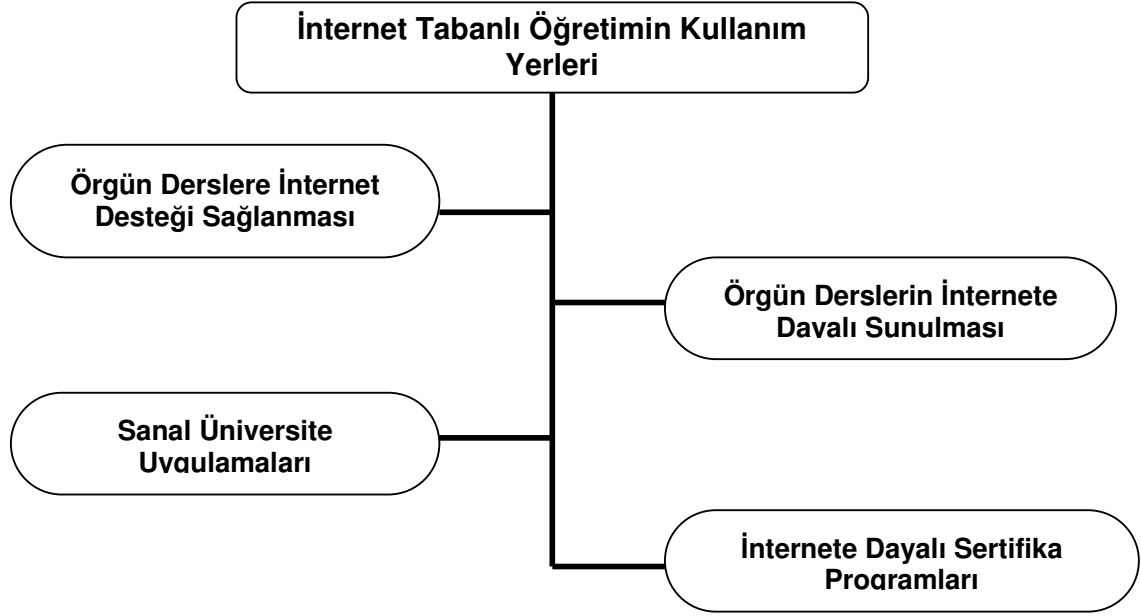 İnternet Tabanlı Öğretimin Kullanım
Yerleri
Örgün Derslere İnternet
Desteği Sağlanması
Örgün Derslerin İnternete
Dayalı Sunulması
Sanal Üniversite
Uygulamaları
İnternete Dayalı Sertifika
Programları